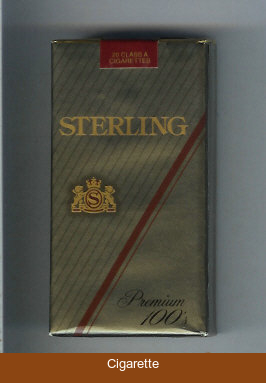 20 CLASS A
CIGARETTES
STERLING
S
Premium
100's
Cigarette